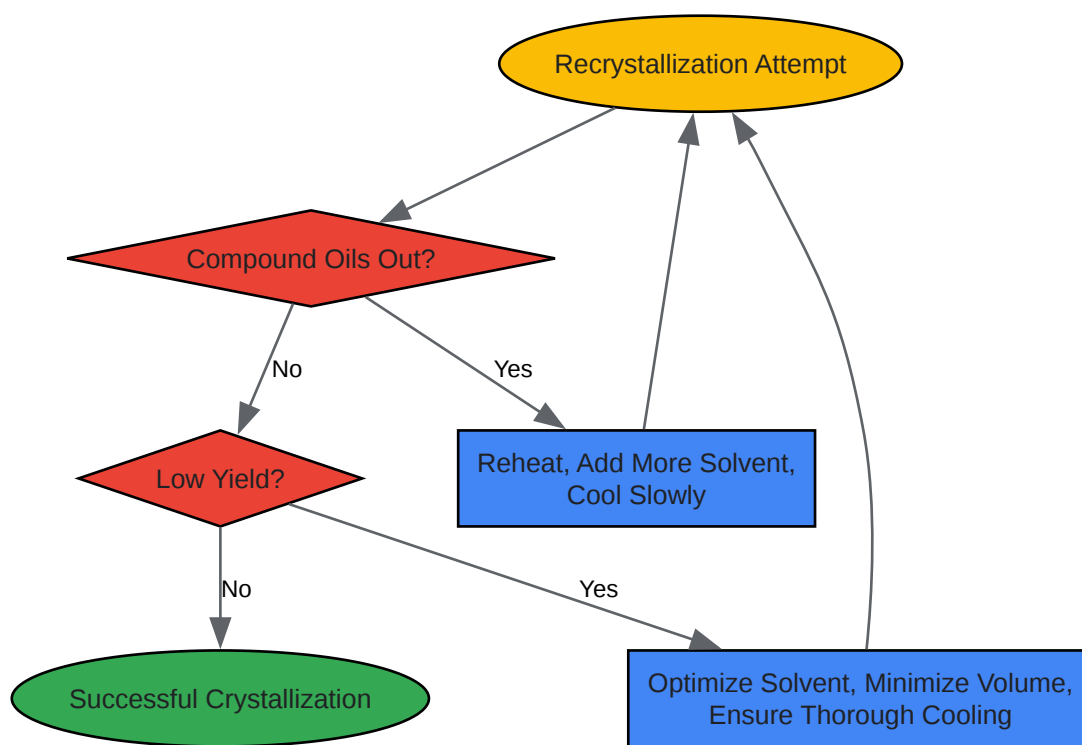 Recrystallization Attempt
Compound Oils Out?
No
Yes
Low Yield?
Reheat, Add More Solvent,
Cool Slowly
No
Yes
Successful Crystallization
Optimize Solvent, Minimize Volume,
Ensure Thorough Cooling